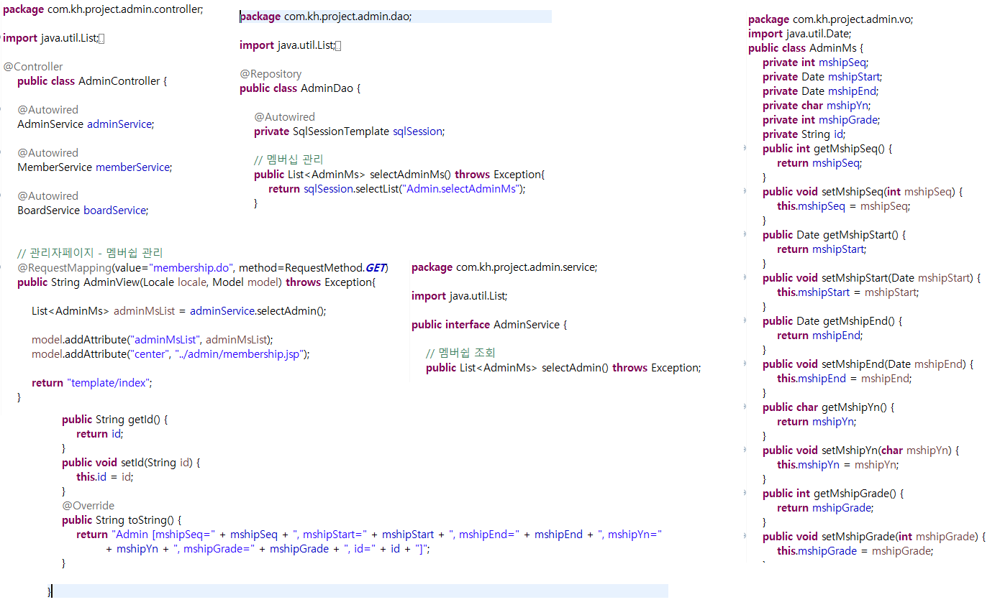 package com.kh.project.admin.controller;
import java.util.List;
@Controller
public class AdminController {
@Autowired
AdminService adminService;
@Autowired
MemberService memberService;
@Autowired
BoardService boardService;
// 관리자페이지 - 멤버쉽 관리
@RequestMapping(value="membership.do", method=RequestMethod.GET)
public String AdminView(Locale locale, Model model) throws Exception{
List<AdminMs> adminMsList = adminService.selectAdmin();
model.addAttribute("adminMsList", adminMsList);
model.addAttribute("center", "../admin/membership.jsp");
return "template/index";
}
package com.kh.project.admin.dao;
import java.util.List;
@Repository
public class AdminDao {
@Autowired
private SqlSessionTemplate sqlSession;
// 멤버십 관리
public List<AdminMs> selectAdminMs() throws Exception{
return sqlSession.selectList("Admin.selectAdminMs");
}
package com.kh.project.admin.service;
import java.util.List;
public interface AdminService {
// 멤버쉽 조회
public List<AdminMs> selectAdmin() throws Exception;
package com.kh.project.admin.vo;
import java.util.Date;
public class AdminMs {
private int mshipSeq;
private Date mshipStart;
private Date mshipEnd;
private char mshipYn;
private int mshipGrade;
private String id;
public int getMshipSeq() {
return mshipSeq;
}
public void setMshipSeq(int mshipSeq) {
this.mshipSeq = mshipSeq;
}
public Date getMshipStart() {
return mshipStart;
}
public void setMshipStart(Date mshipStart) {
this.mshipStart = mshipStart;
}
public Date getMshipEnd() {
return mshipEnd;
}
public void setMshipEnd(Date mshipEnd) {
this.mshipEnd = mshipEnd;
}
public char getMshipYn() {
return mshipYn;
}
public void setMshipYn(char mshipYn) {
this.mshipYn = mshipYn;
}
public int getMshipGrade() {
return mshipGrade;
}
public void setMshipGrade(int mshipGrade) {
this.mshipGrade = mshipGrade;
public String getId() {
return id;
}
public void setId(String id) {
this.id = id;
}
@Override
public String toString() {
return "Admin [mshipSeq=" + mshipSeq + ", mshipStart=" + mshipStart + ", mshipEnd=" + mshipEnd + ", mshipYn="
+ mshipYn + ", mshipGrade=" + mshipGrade + ", id=" + id + "]";
}
}